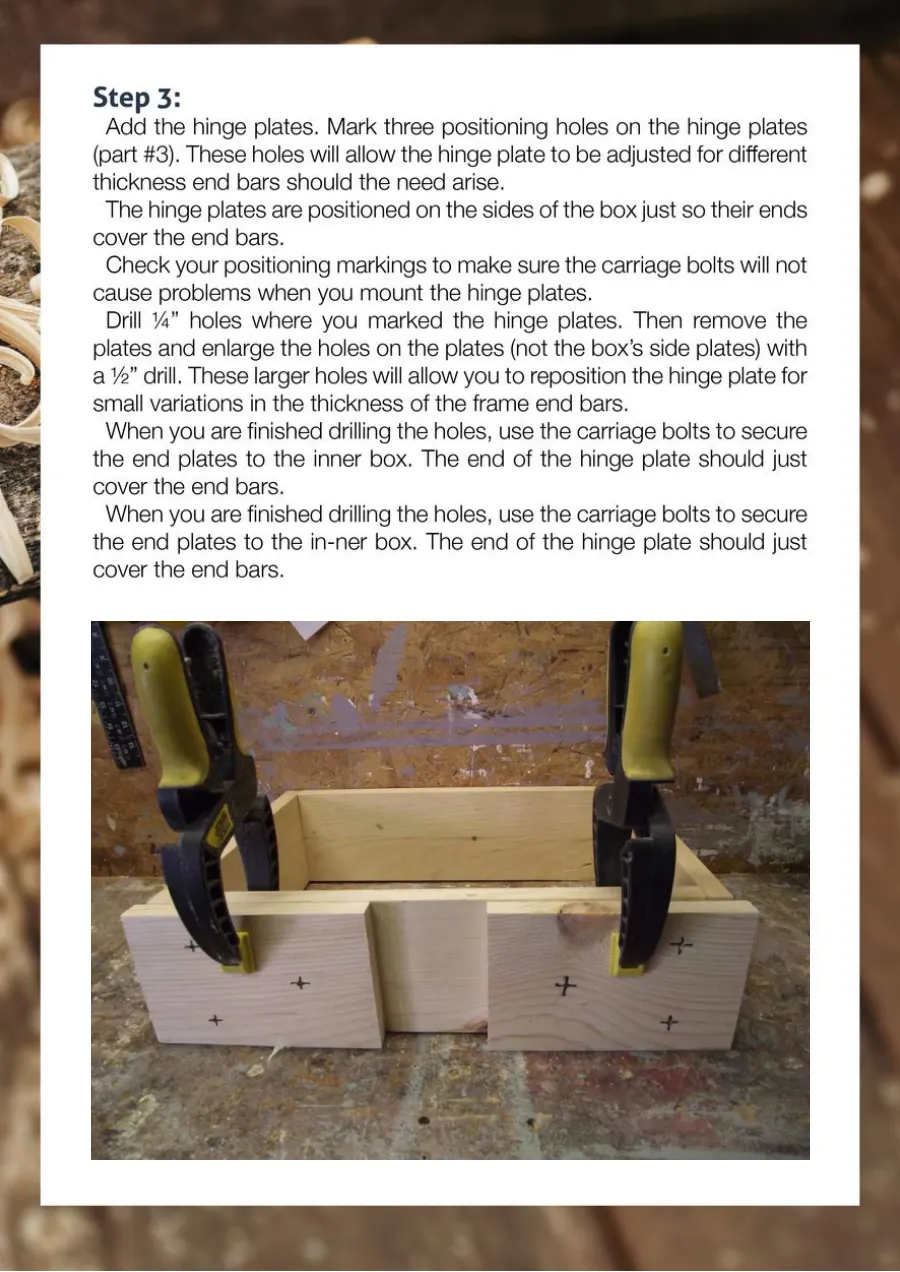 Step 3:
Add the hinge plates. Mark three positioning holes on the hinge plates
(part #3). These holes will allow the hinge plate to be adjusted for different
thickness end bars should the need arise.
The hinge plates are positioned on the sides of the box just so their ends
cover the end bars.
Check your positioning markings to make sure the carriage bolts will not
cause problems when you mount the hinge plates.
Drill ¼” holes where you marked the hinge plates. Then remove the
plates and enlarge the holes on the plates (not the box’s side plates) with
a ½” drill. These larger holes will allow you to reposition the hinge plate for
small variations in the thickness of the frame end bars.
When you are finished drilling the holes, use the carriage bolts to secure
the end plates to the inner box. The end of the hinge plate should just
cover the end bars.
When you are finished drilling the holes, use the carriage bolts to secure
the end plates to the in-ner box. The end of the hinge plate should just
cover the end bars.